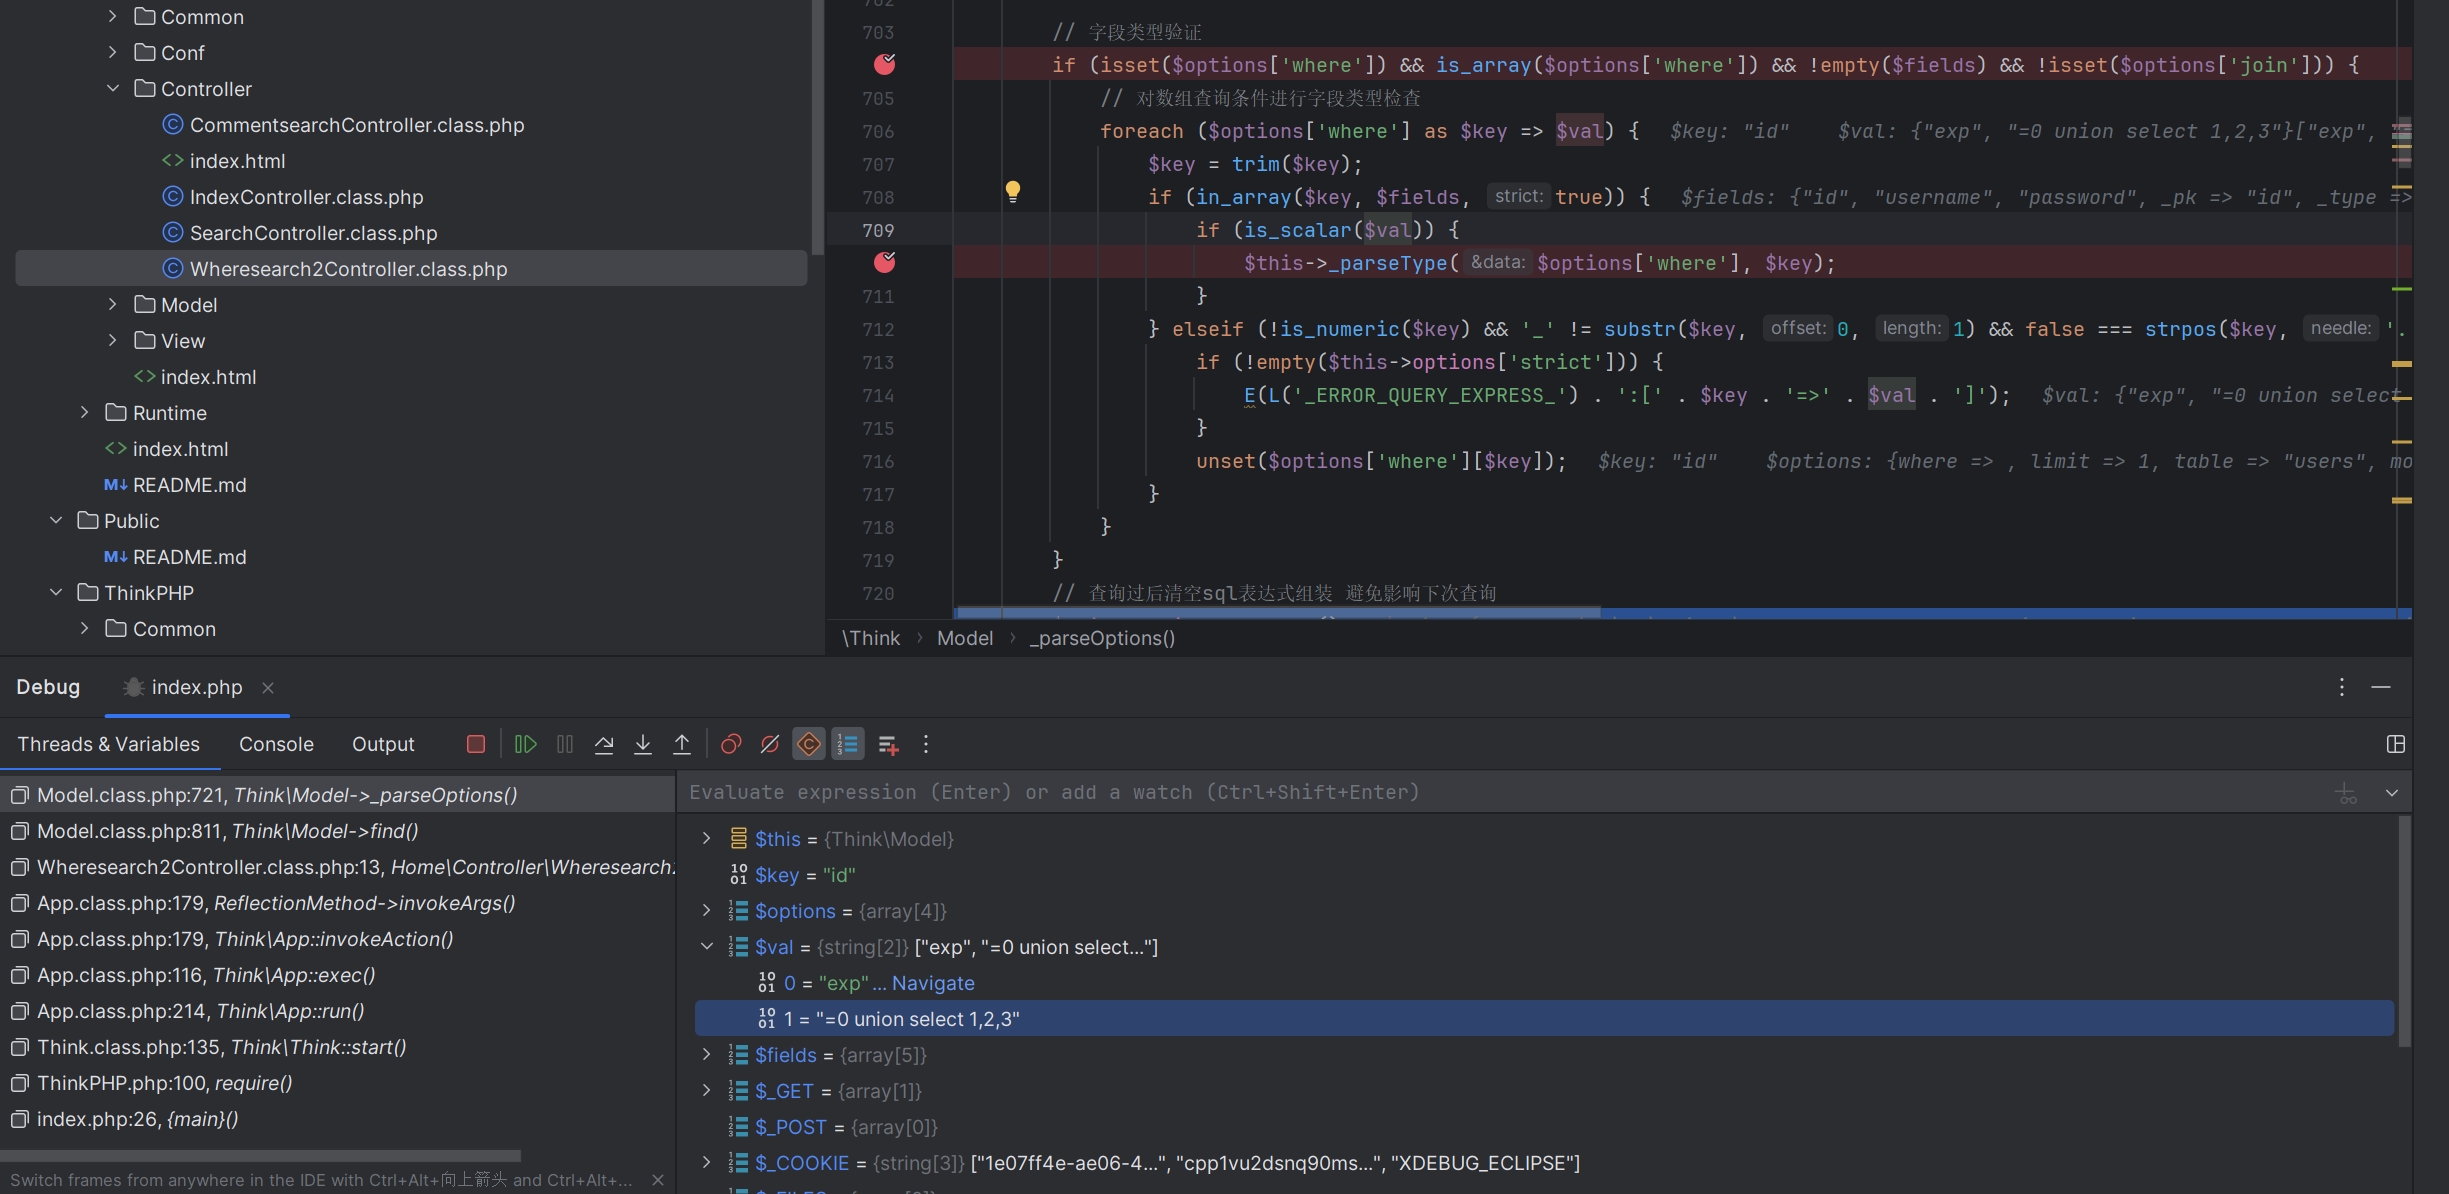 Common
Conf
Controller
CommentsearchController.class.php
index.html
IndexController.class.php
SearchController.class.php
Wheresearch2Controller.class.php
Model
View
index.html
Runtime
index.html
README.md
Public
README.md
ThinkPHP
Common
703 // 字段类型验证
if (isset($options['where']) && is_array($options['where']) && !empty($fields) && !isset($options['join'])) {
705 // 对数组查询条件进行字段类型检查
706 foreach ($options['where'] as $key => $val) { $key: "id" $val: {"exp", "=0 union select 1,2,3"}["exp",
707 $key = trim($key);
708 if (in_array($key, $fields, strict: true)) { $fields: {"id", "username", "password", _pk => "id", _type =>
709 if (is_scalar($val)) {
$this->_parseType( &data: $options['where'], $key);
711 }
712 } elseif (!is_numeric($key) && '_' != substr($key, offset: 0, length: 1) && false === strpos($key, needle: '.
713 if (!empty($this->options['strict'])) {
714 E(L('_ERROR_QUERY_EXPRESS_') . ':[' . $key . '=>' . $val . ']'); $val: {"exp", "=0 union select
715 }
716 unset($options['where'][$key]); $key: "id" $options: {where => , limit => 1, table => "users", mo
717 }
718 }
719 }
720 // 查询过后清空sql表达式组装 避免影响下次查询
\Think › Model › _parseOptions()
Debug index.php
Threads & Variables Console Output
Model.class.php:721, Think\Model->_parseOptions()
Model.class.php:811, Think\Model->find()
Wheresearch2Controller.class.php:13, Home\Controller\Wheresearch2
App.class.php:179, ReflectionMethod->invokeArgs()
App.class.php:179, Think\App::invokeAction()
App.class.php:116, Think\App::exec()
App.class.php:214, Think\App::run()
Think.class.php:135, Think\Think::start()
ThinkPHP.php:100, require()
index.php:26, {main}()
Switch frames from anywhere in the IDE with Ctrl+Alt+向上箭头 and Ctrl+Alt+...
Evaluate expression (Enter) or add a watch (Ctrl+Shift+Enter)
$this = {Think\Model}
$key = "id"
$options = {array[4]}
$val = {string[2]} ["exp", "=0 union select..."]
0 = "exp" ... Navigate
1 = "=0 union select 1,2,3"
$fields = {array[5]}
$_GET = {array[1]}
$_POST = {array[0]}
$_COOKIE = {string[3]} ["1e07ff4e-ae06-4...", "cpp1vu2dsnq90ms...", "XDEBUG_ECLIPSE"]